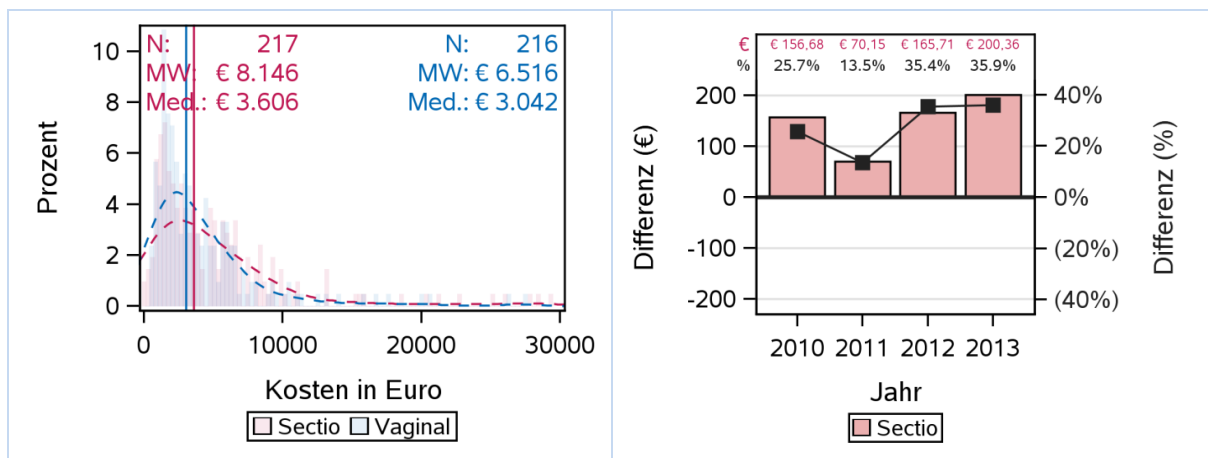 N: 217 N: 216
MW: € 8.146 MW: € 6.516
Med.: € 3.606 Med.: € 3.042
Prozent
10
8
6
4
2
0
0 10000 20000 30000
Kosten in Euro
Sectio Vaginal
€ € 156,68 € 70,15 € 165,71 € 200,36
% 25.7% 13.5% 35.4% 35.9%
Differenz (€)
200 40%
100 20%
0 0%
-100 (20%)
-200 (40%)
Differenz (%)
2010 2011 2012 2013
Jahr
Sectio